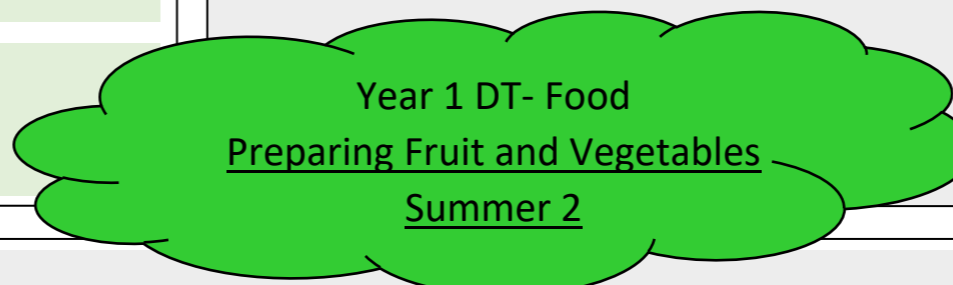 Year 1 DT- Food
Preparing Fruit and Vegetables
Summer 2